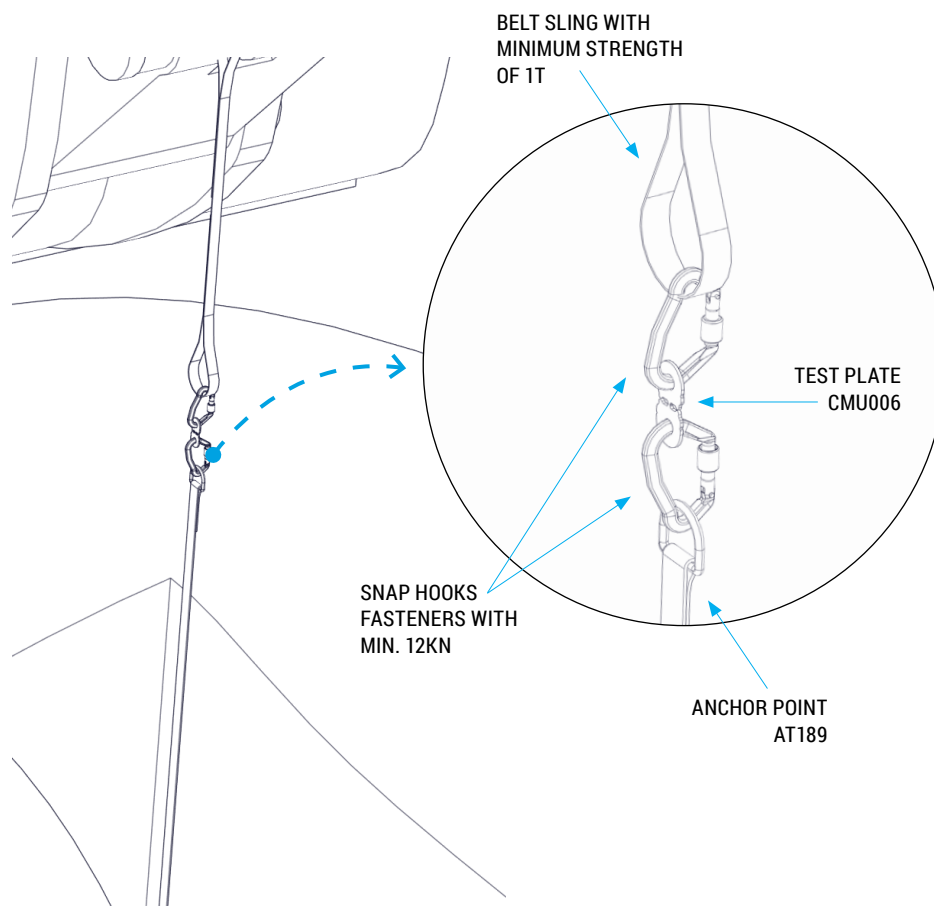 BELT SLING WITH
MINIMUM STRENGTH
OF 1T
TEST PLATE
CMU006
SNAP HOOKS
FASTENERS WITH
MIN. 12KN
ANCHOR POINT
AT189